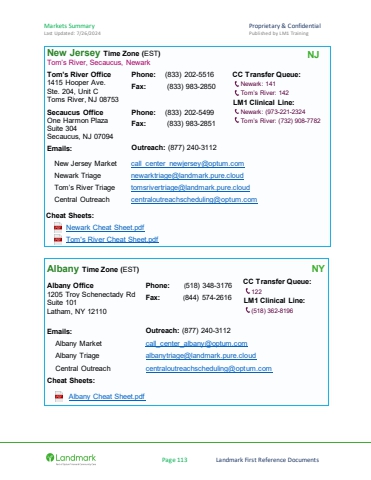 Markets Summary
Proprietary & Confidential
Last Updated: 7/26/2024
Published by LMK Training
New Jersey Time Zone (EST)
NJ
Tom's River, Secaucus, Newark
Tom's River Office
Phone: (833) 202-5516
CC Transfer Queue:
1415 Hooper Ave.
Fax: (833) 983-2850
Newark: 141
Ste. 204, Unit C
Tom's River: 142
Toms River, NJ 08753
LM1 Clinical Line:
Secaucus Office
Phone: (833) 202-5499
Newark: (973-221-2324
One Harmon Plaza
Fax: (833) 983-2851
Tom's River: (732) 908-7782
Suite 304
Secaucus, NJ 07094
Emails:
Outreach: (877) 240-3112
New Jersey Market
call_center_newjersey@optum.com
Newark Triage
newarktriage@landmark.pure.cloud
Tom's River Triage
tomsrivertriage@landmark.pure.cloud
Central Outreach
centraloutreachscheduling@optum.com
Cheat Sheets:
Newark Cheat Sheet.pdf
Tom's River Cheat Sheet.pdf
Albany Time Zone (EST)
NY
Albany Office
Phone: (518) 348-3176
CC Transfer Queue:
1205 Troy Schenectady Rd
Fax: (844) 574-2616
122
Suite 101
LM1 Clinical Line:
Latham, NY 12110
(518) 362-8196
Emails:
Outreach: (877) 240-3112
Albany Market
call_center_albany@optum.com
Albany Triage
albanytriage@landmark.pure.cloud
Central Outreach
centraloutreachscheduling@optum.com
Cheat Sheets:
Albany Cheat Sheet.pdf
Landmark
Page 113
Landmark First Reference Documents